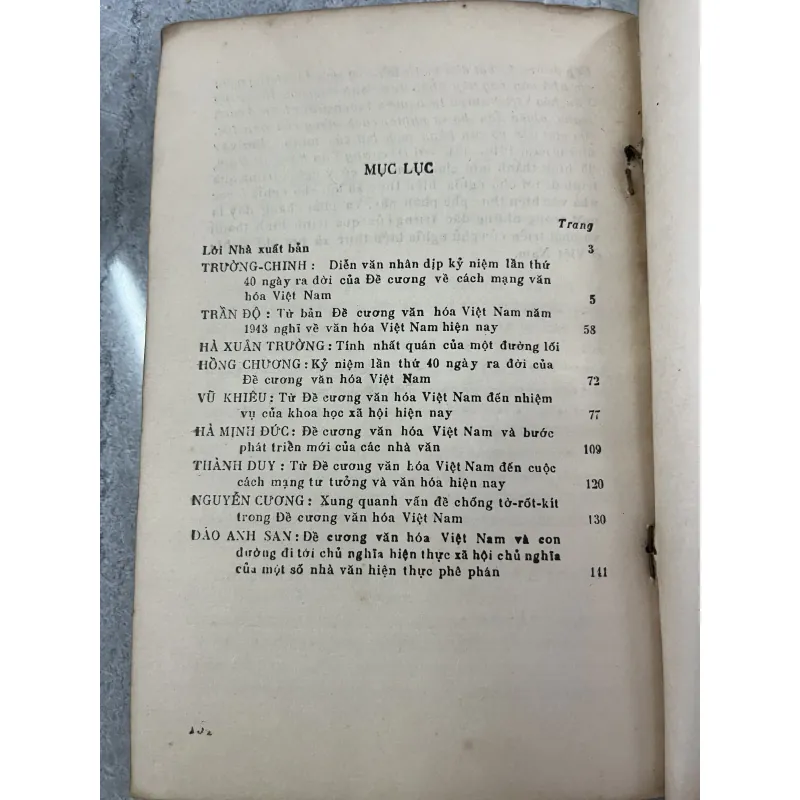 MỤC LỤC
Trang
Lời Nhà xuất bản 3
TRƯỜNG-CHINH : Diễn văn nhân dịp kỷ niệm lần thứ
40 ngày ra đời của Đề cương về cách mạng văn
hóa Việt Nam 5
TRẦN ĐỘ : Từ bản Đề cương văn hóa Việt Nam năm
1943 nghĩ về văn hóa Việt Nam hiện nay 58
HÀ XUÂN TRƯỜNG : Tính nhất quán của một đường lối
HỒNG CHƯƠNG : Kỷ niệm lần thứ 40 ngày ra đời của
Đề cương văn hóa Việt Nam 72
VŨ KHIÊU : Từ Đề cương văn hóa Việt Nam đến nhiệm
vụ của khoa học xã hội hiện nay 77
HÀ MINH ĐỨC : Đề cương văn hóa Việt Nam và bước
phát triển mới của các nhà văn 109
THÀNH DUY : Từ Đề cương văn hóa Việt Nam đến cuộc
cách mạng tư tưởng và văn hóa hiện nay 120
NGUYỄN CƯƠNG : Xung quanh vấn đề chống tờ-rốt-kít
trong Đề cương văn hóa Việt Nam 130
ĐÀO ANH SAN : Đề cương văn hóa Việt Nam và con
đường đi tới chủ nghĩa hiện thực xã hội chủ nghĩa
của một số nhà văn hiện thực phê phán 141